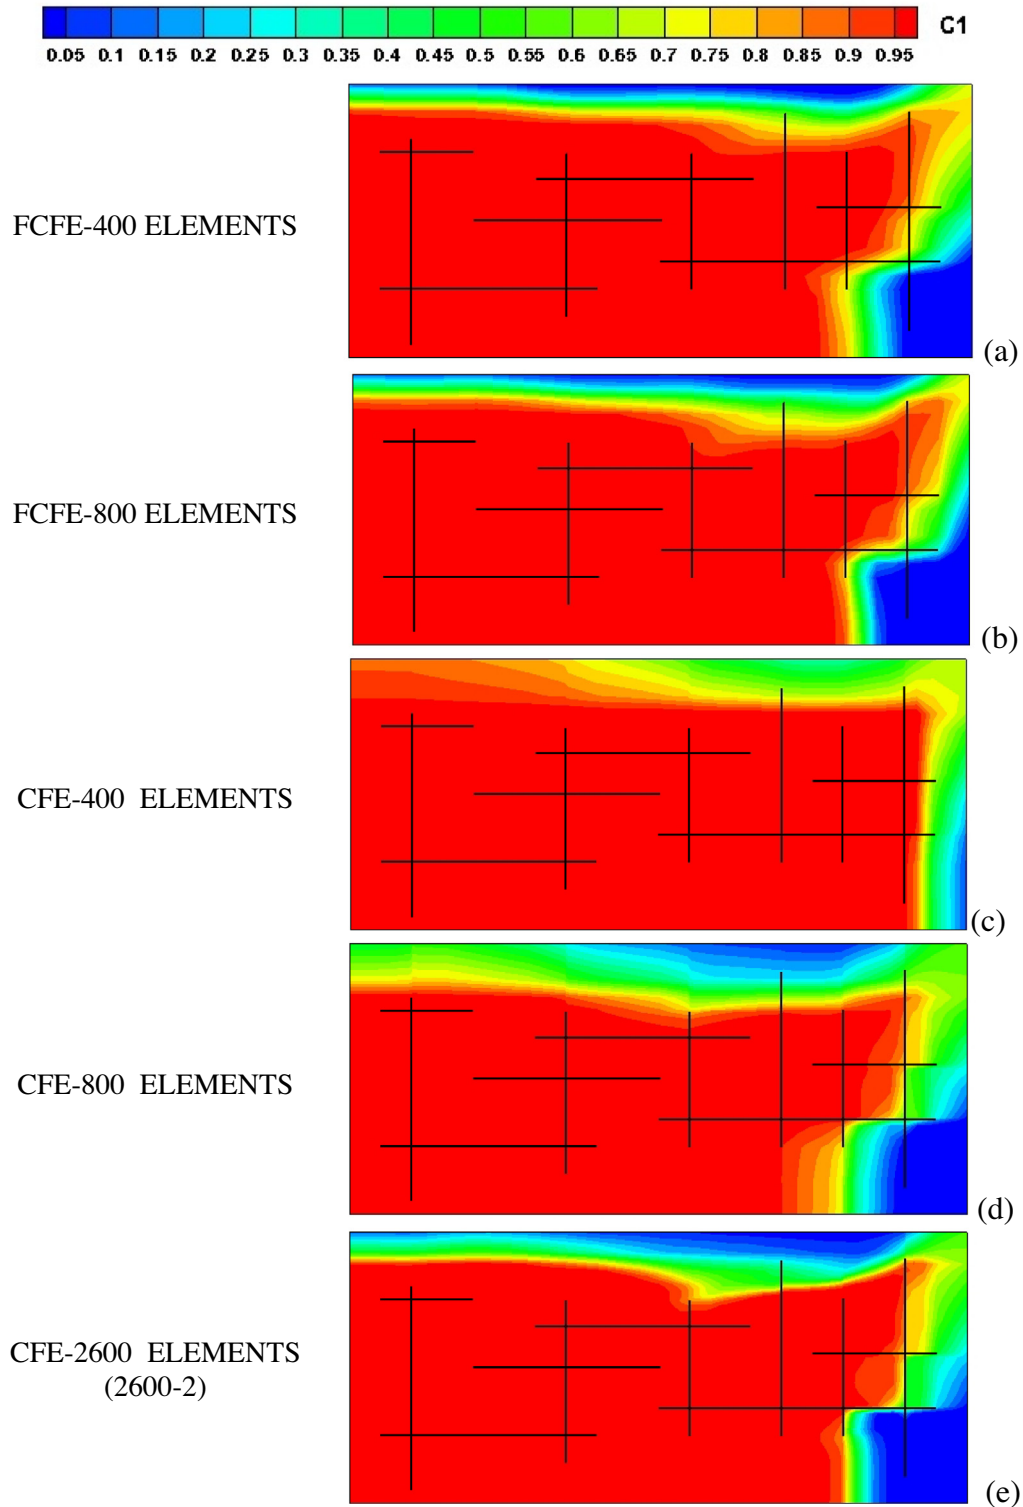 C1
0.05 0.1 0.15 0.2 0.25 0.3 0.35 0.4 0.45 0.5 0.55 0.6 0.65 0.7 0.75 0.8 0.85 0.9 0.95
FCFE-400 ELEMENTS
(a)
FCFE-800 ELEMENTS
(b)
CFE-400 ELEMENTS
(c)
CFE-800 ELEMENTS
(d)
CFE-2600 ELEMENTS
(2600-2)
(e)